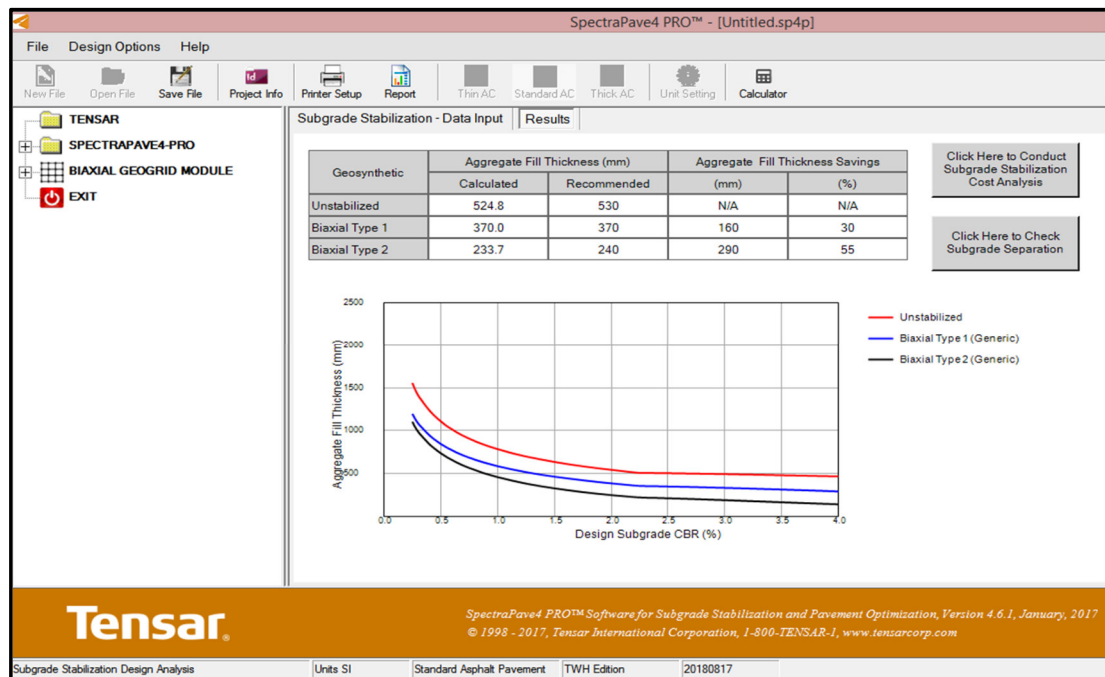 SpectraPave4 PRO™ - [Untitled.sp4p]
File Design Options Help
New File Open File Save File Project Info Printer Setup Report Thin AC Standard AC Thick AC Unit Setting Calculator
TENSAR
SPECTRAPAVE4-PRO
BIAXIAL GEOGRID MODULE
EXIT
Subgrade Stabilization - Data Input Results
Geosynthetic Aggregate Fill Thickness (mm) Aggregate Fill Thickness Savings
Calculated Recommended (mm) (%)
Unstabilized 524.8 530 N/A N/A
Biaxial Type 1 370.0 370 160 30
Biaxial Type 2 233.7 240 290 55
Click Here to Conduct
Subgrade Stabilization
Cost Analysis
Click Here to Check
Subgrade Separation
Aggregate Fill Thickness (mm)
2500
2000
1500
1000
500
0.0 0.5 1.0 1.5 2.0 2.5 3.0 3.5 4.0
Design Subgrade CBR (%)
Unstabilized
Biaxial Type 1 (Generic)
Biaxial Type 2 (Generic)
Tensar®
SpectraPave4 PRO™ Software for Subgrade Stabilization and Pavement Optimization, Version 4.6.1, January, 2017
© 1998 - 2017, Tensar International Corporation, 1-800-TENSAR-1, www.tensarcorp.com
Subgrade Stabilization Design Analysis Units SI Standard Asphalt Pavement TWH Edition 20180817